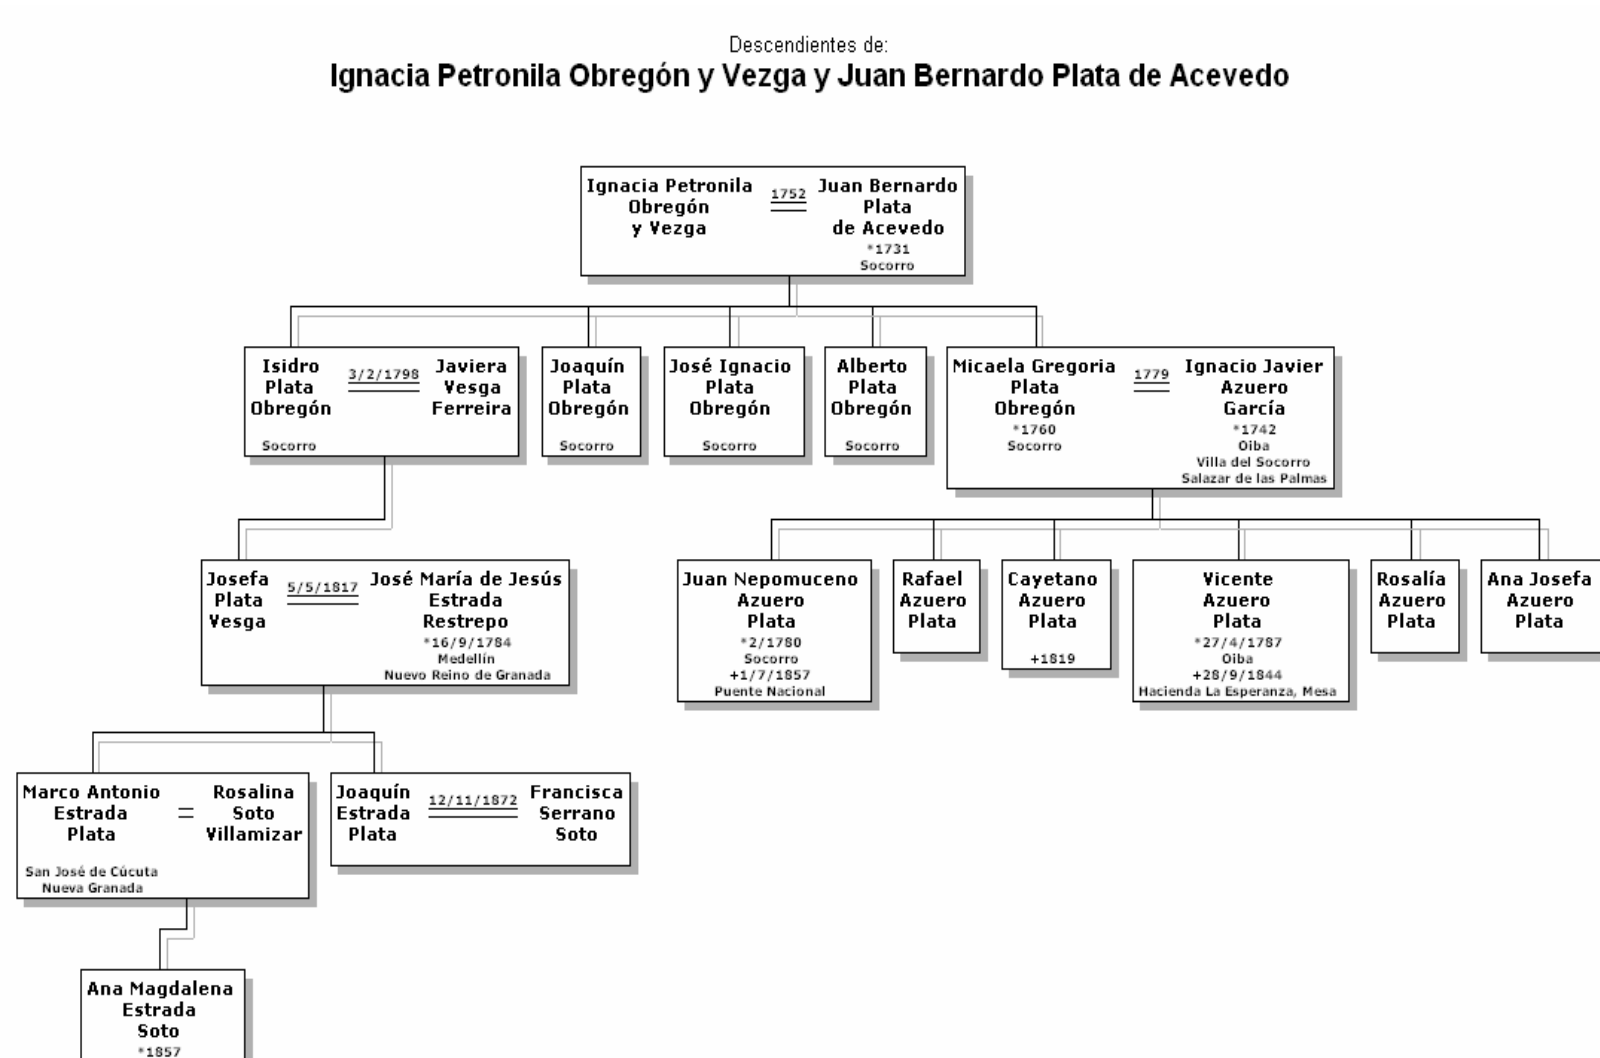 Descendientes de:
Ignacia Petronila Obregón y Vezga y Juan Bernardo Plata de Acevedo
Ignacia Petronila
Obregón
y Vezga
1752
Juan Bernardo
Plata
de Acevedo
*1731
Socorro
Isidro
Plata
Obregón
Socorro
3/2/1798
Javiera
Vesga
Ferreira
Joaquín
Plata
Obregón
Socorro
José Ignacio
Plata
Obregón
Socorro
Alberto
Plata
Obregón
Socorro
Micaela Gregoria
Plata
Obregón
*1760
Socorro
1779
Ignacio Javier
Azuero
García
*1742
Oiba
Villa del Socorro
Salazar de las Palmas
Josefa
Plata
Vesga
5/5/1817
José María de Jesús
Estrada
Restrepo
*16/9/1784
Medellín
Nuevo Reino de Granada
Juan Nepomuceno
Azuero
Plata
*2/1780
Socorro
+1/7/1857
Puente Nacional
Rafael
Azuero
Plata
Cayetano
Azuero
Plata
+1819
Vicente
Azuero
Plata
*27/4/1787
Oiba
+28/9/1844
Hacienda La Esperanza, Mesa
Rosalía
Azuero
Plata
Ana Josefa
Azuero
Plata
Marco Antonio
Estrada
Plata
San José de Cúcuta
Nueva Granada
=
Rosalina
Soto
Villamizar
Joaquín
Estrada
Plata
12/11/1872
Francisca
Serrano
Soto
Ana Magdalena
Estrada
Soto
*1857